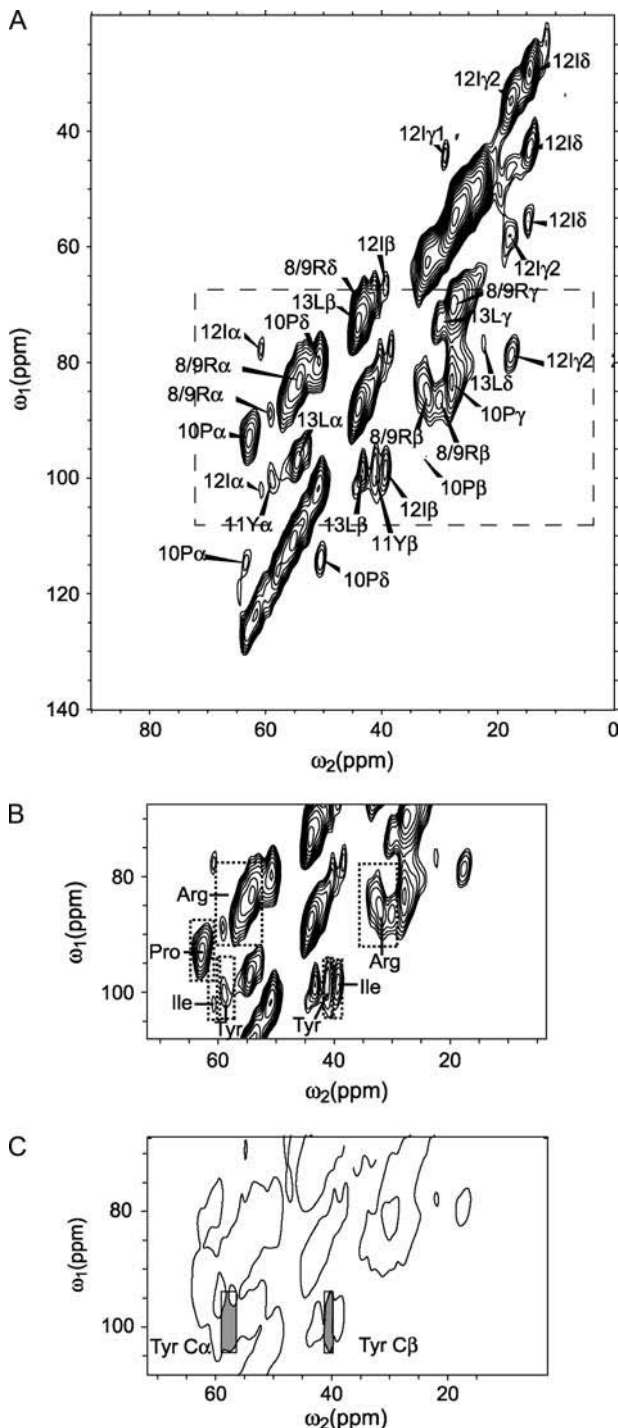 A
20
12Iγ2
12Iδ
40
12Iγ1
12Iδ
12Iδ
60
12Iβ
12Iγ2
8/9Rδ
8/9Rγ
13Lβ
13Lγ
10Pδ
12Iα
ω1(ppm)
80
12Iγ2
2
8/9Rα
13Lδ
8/9Rα
10Pγ
13Lα
10Pα
8/9Rβ
8/9Rβ
100
12Iα
10Pβ
12Iβ
11Yα
13Lβ
11Yβ
10Pα
10Pδ
120
140
80
60
40
20
0
ω2(ppm)
B
Arg
80
ω1(ppm)
Pro
Arg
Ile
Ile
100
Tyr
Tyr
60
40
20
ω2(ppm)
C
80
ω1(ppm)
100
Tyr Cα
Tyr Cβ
60
40
20
ω2(ppm)